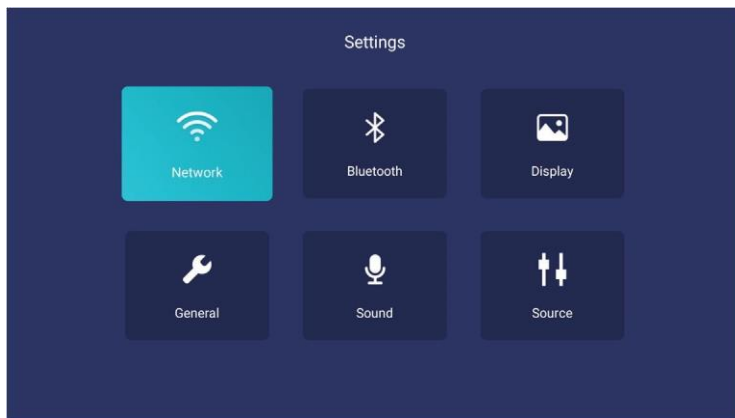 Settings
Network
Bluetooth
Display
General
Sound
Source